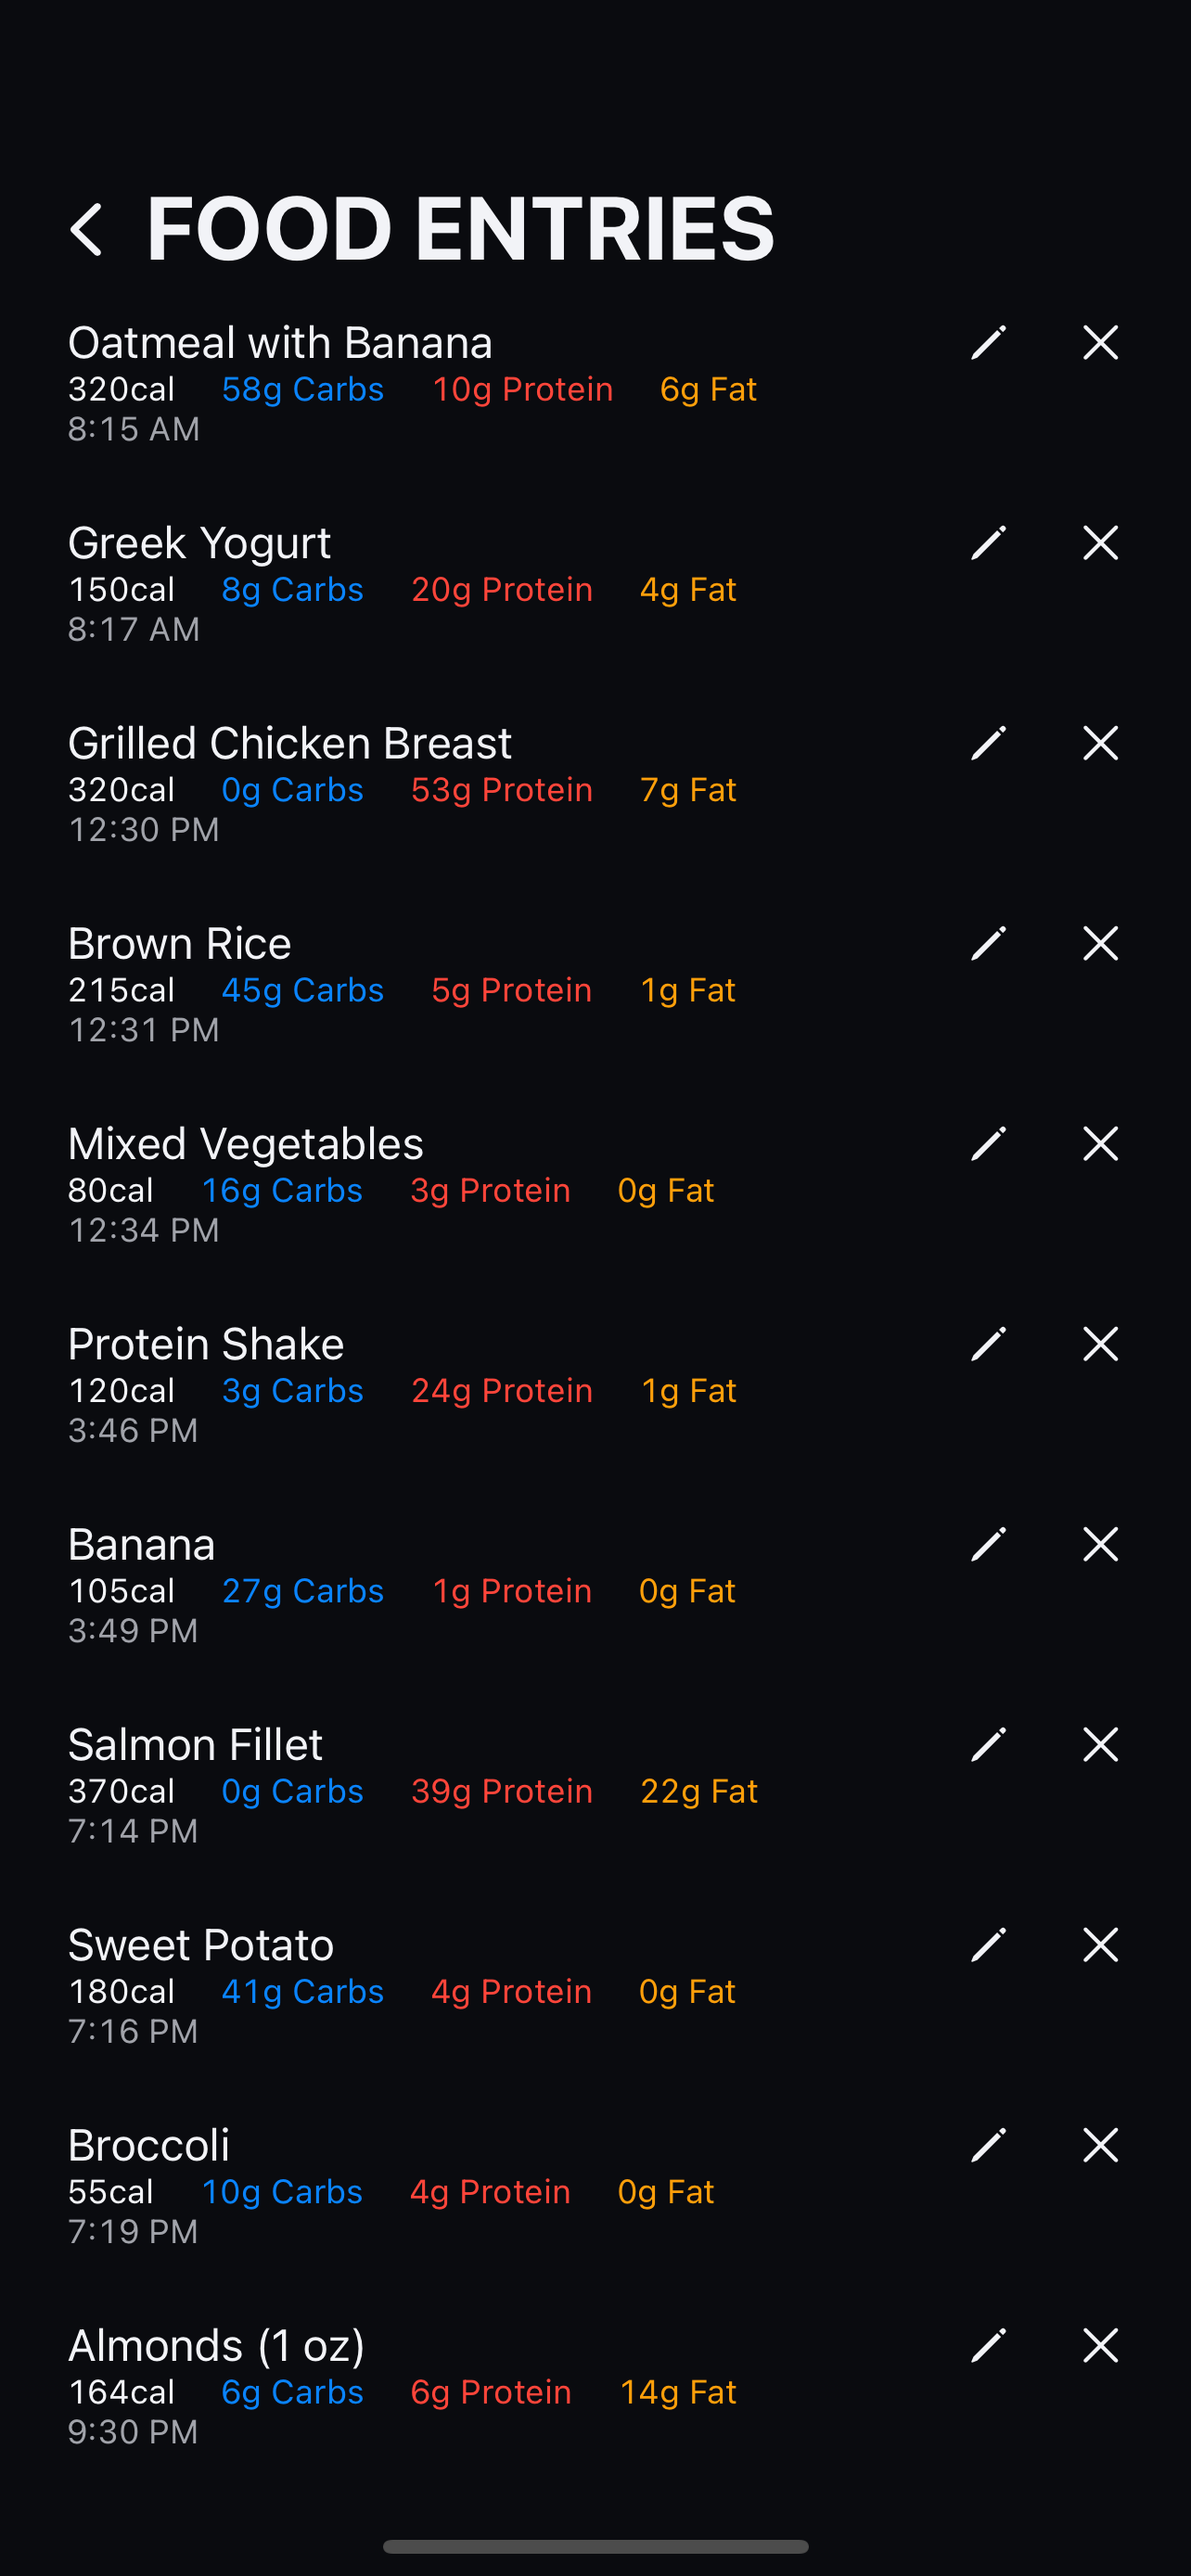 FOOD ENTRIES
Oatmeal with Banana
320cal 58g Carbs 10g Protein 6g Fat
8:15 AM
Greek Yogurt
150cal 8g Carbs 20g Protein 4g Fat
8:17 AM
Grilled Chicken Breast
320cal 0g Carbs 53g Protein 7g Fat
12:30 PM
Brown Rice
215cal 45g Carbs 5g Protein 1g Fat
12:31 PM
Mixed Vegetables
80cal 16g Carbs 3g Protein 0g Fat
12:34 PM
Protein Shake
120cal 3g Carbs 24g Protein 1g Fat
3:46 PM
Banana
105cal 27g Carbs 1g Protein 0g Fat
3:49 PM
Salmon Fillet
370cal 0g Carbs 39g Protein 22g Fat
7:14 PM
Sweet Potato
180cal 41g Carbs 4g Protein 0g Fat
7:16 PM
Broccoli
55cal 10g Carbs 4g Protein 0g Fat
7:19 PM
Almonds (1 oz)
164cal 6g Carbs 6g Protein 14g Fat
9:30 PM